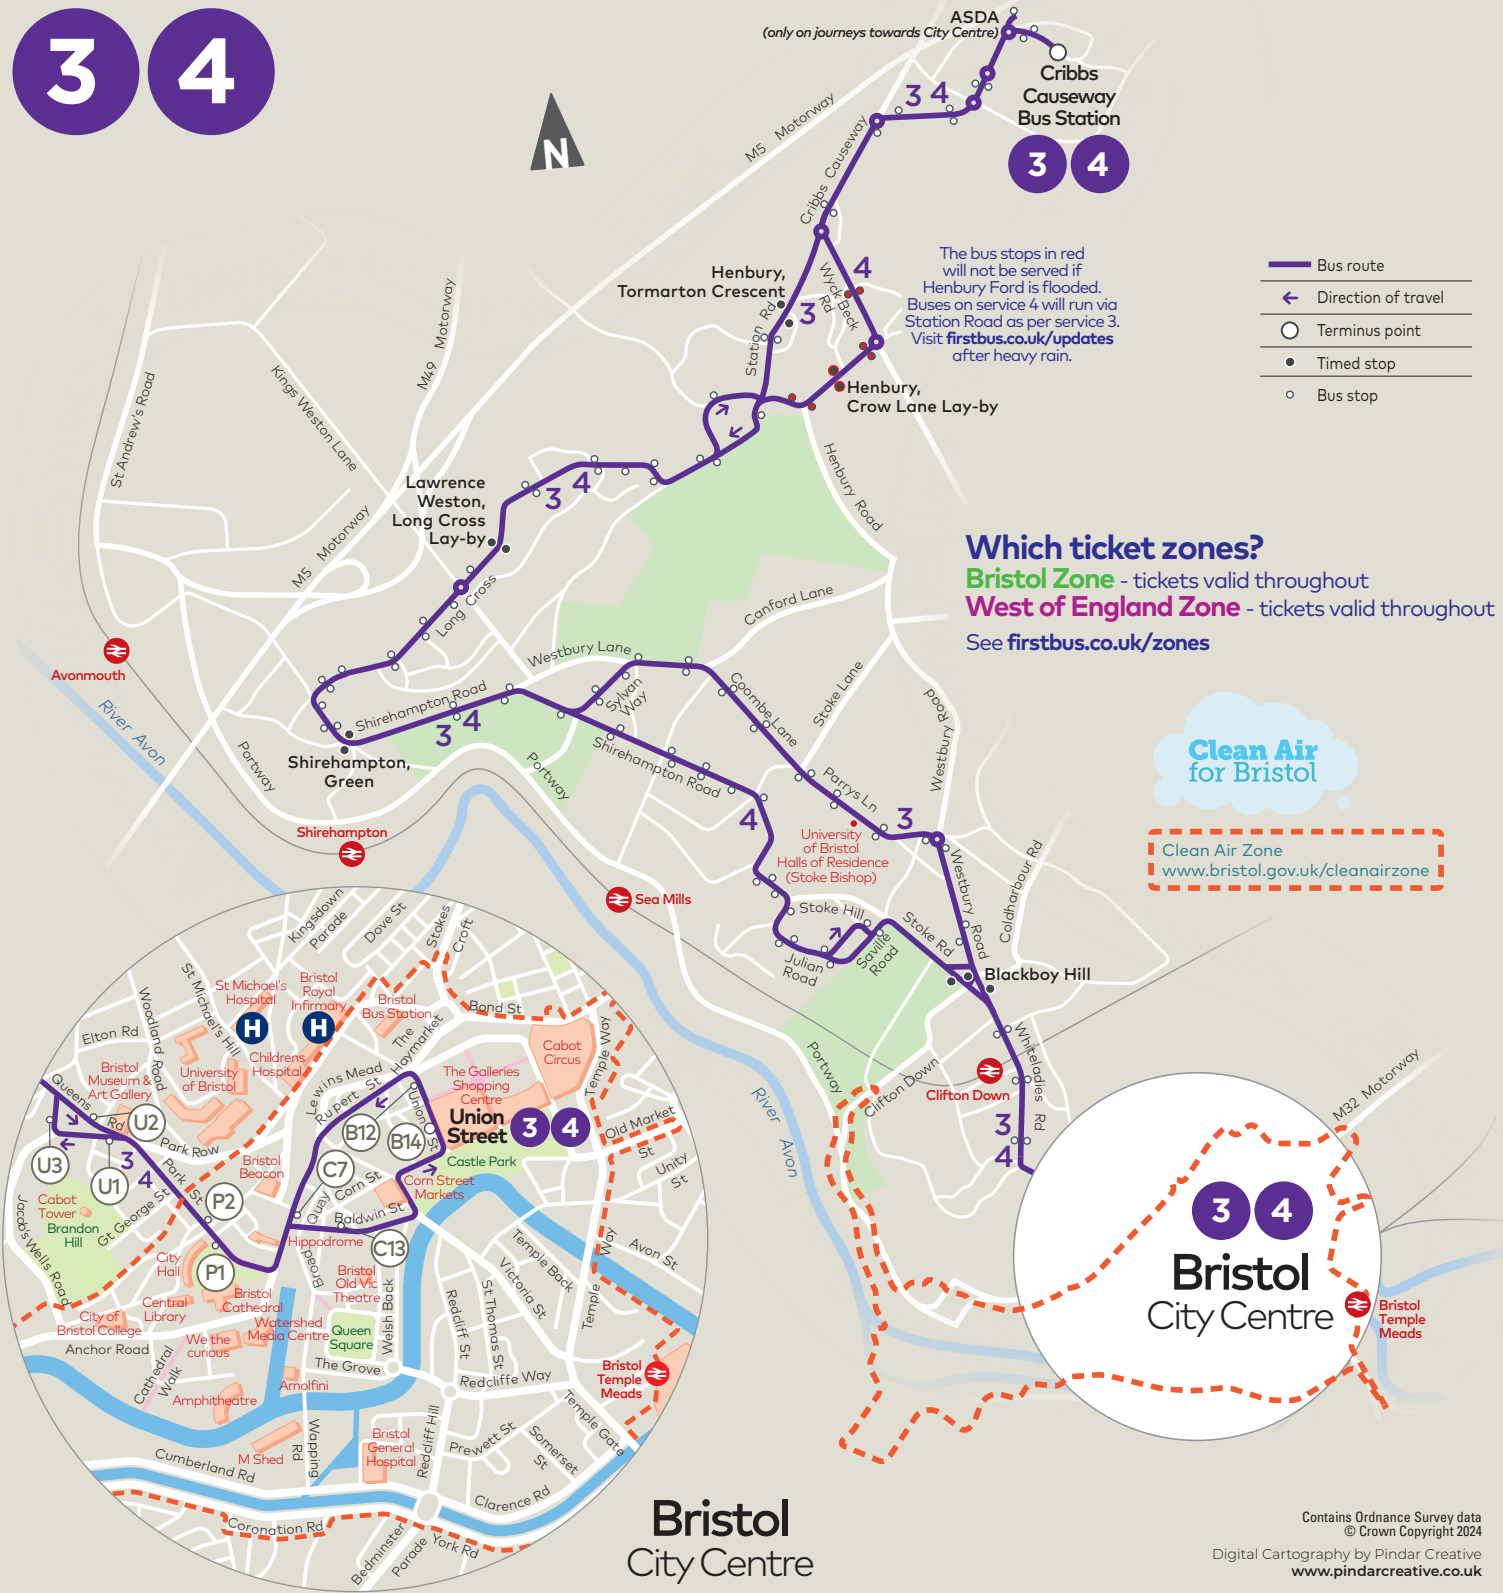 3 4
ASDA
(only on journeys towards City Centre)
Cribbs
Causeway
Bus Station
3 4
3 4
M5 Motorway
Cribbs Causeway
N
Henbury,
Tormarton Crescent
4
3
Wyck Beck
Rd
Station Rd
The bus stops in red
will not be served if
Henbury Ford is flooded.
Buses on service 4 will run via
Station Road as per service 3.
Visit firstbus.co.uk/updates
after heavy rain.
Bus route
Direction of travel
Terminus point
Timed stop
Bus stop
Henbury,
Crow Lane Lay-by
M49 Motorway
Kings Weston Lane
St Andrew's Road
Henbury Road
Lawrence
Weston,
Long Cross
Lay-by
3 4
M5 Motorway
Long Cross
Which ticket zones?
Bristol Zone - tickets valid throughout
West of England Zone - tickets valid throughout
See firstbus.co.uk/zones
Canford Lane
Westbury Lane
Avonmouth
River Avon
Shirehampton Road
3 4
Sylvan
Way
Coombe Lane
Stoke Lane
Westbury Road
Portway
Shirehampton,
Green
Portway
Shirehampton Road
Parrys Ln
Clean Air
for Bristol
Clean Air Zone
www.bristol.gov.uk/cleanairzone
Shirehampton
4
3
University
of Bristol
Halls of Residence
(Stoke Bishop)
Westbury Road
Coldharbour Rd
Sea Mills
Stoke Hill
Stoke Rd
Saville
Road
Julian
Road
Blackboy Hill
Portway
Clifton Down
Whiteladies Rd
Clifton Down
River Avon
3
4
M32 Motorway
3 4
Bristol
City Centre
Bristol
Temple
Meads
Kingsdown
Parade
Dove St
Stokes
Croft
St Michael's
Hospital
Bristol
Royal
Infirmary
Bristol
Bus Station
Bond St
Woodland Road
St Michael's Hill
H
H
The
Haymarket
Cabot
Circus
Temple Way
Elton Rd
Childrens
Hospital
University
of Bristol
Bristol
Museum &
Art Gallery
Lewins Mead
Rupert St
The Galleries
Shopping
Centre
Union St
Union
Street
3 4
Old Market
St
Unity
St
Queens
Rd
U2
U3
U1
3
4
Park Row
Park St
B12
B14
C7
Castle Park
Corn St
Corn Street
Markets
Bristol
Beacon
P2
Quay
Baldwin St
Cabot
Tower
Brandon
Hill
Gt George St
Jacob's Wells Road
Hippodrome
C13
Broad
City
Hall
P1
Bristol
Old Vic
Theatre
Welsh Back
Temple Back
Victoria St
Way
Avon St
Central
Library
Bristol
Cathedral
Watershed
Media Centre
Queen
Square
Redcliff St
St Thomas St
Temple
City of
Bristol College
Anchor Road
We the
curious
The Grove
Cathedral
Walk
Arnolfini
Amphitheatre
Redcliffe Way
Bristol
Temple
Meads
Temple Gate
M Shed
Wapping
Rd
Bristol
General
Hospital
Redcliff Hill
Prewett St
Somerset
St
Cumberland Rd
Clarence Rd
Coronation Rd
Bedminster
Parade
York Rd
Bristol
City Centre
Contains Ordnance Survey data
© Crown Copyright 2024
Digital Cartography by Pindar Creative
www.pindarcreative.co.uk